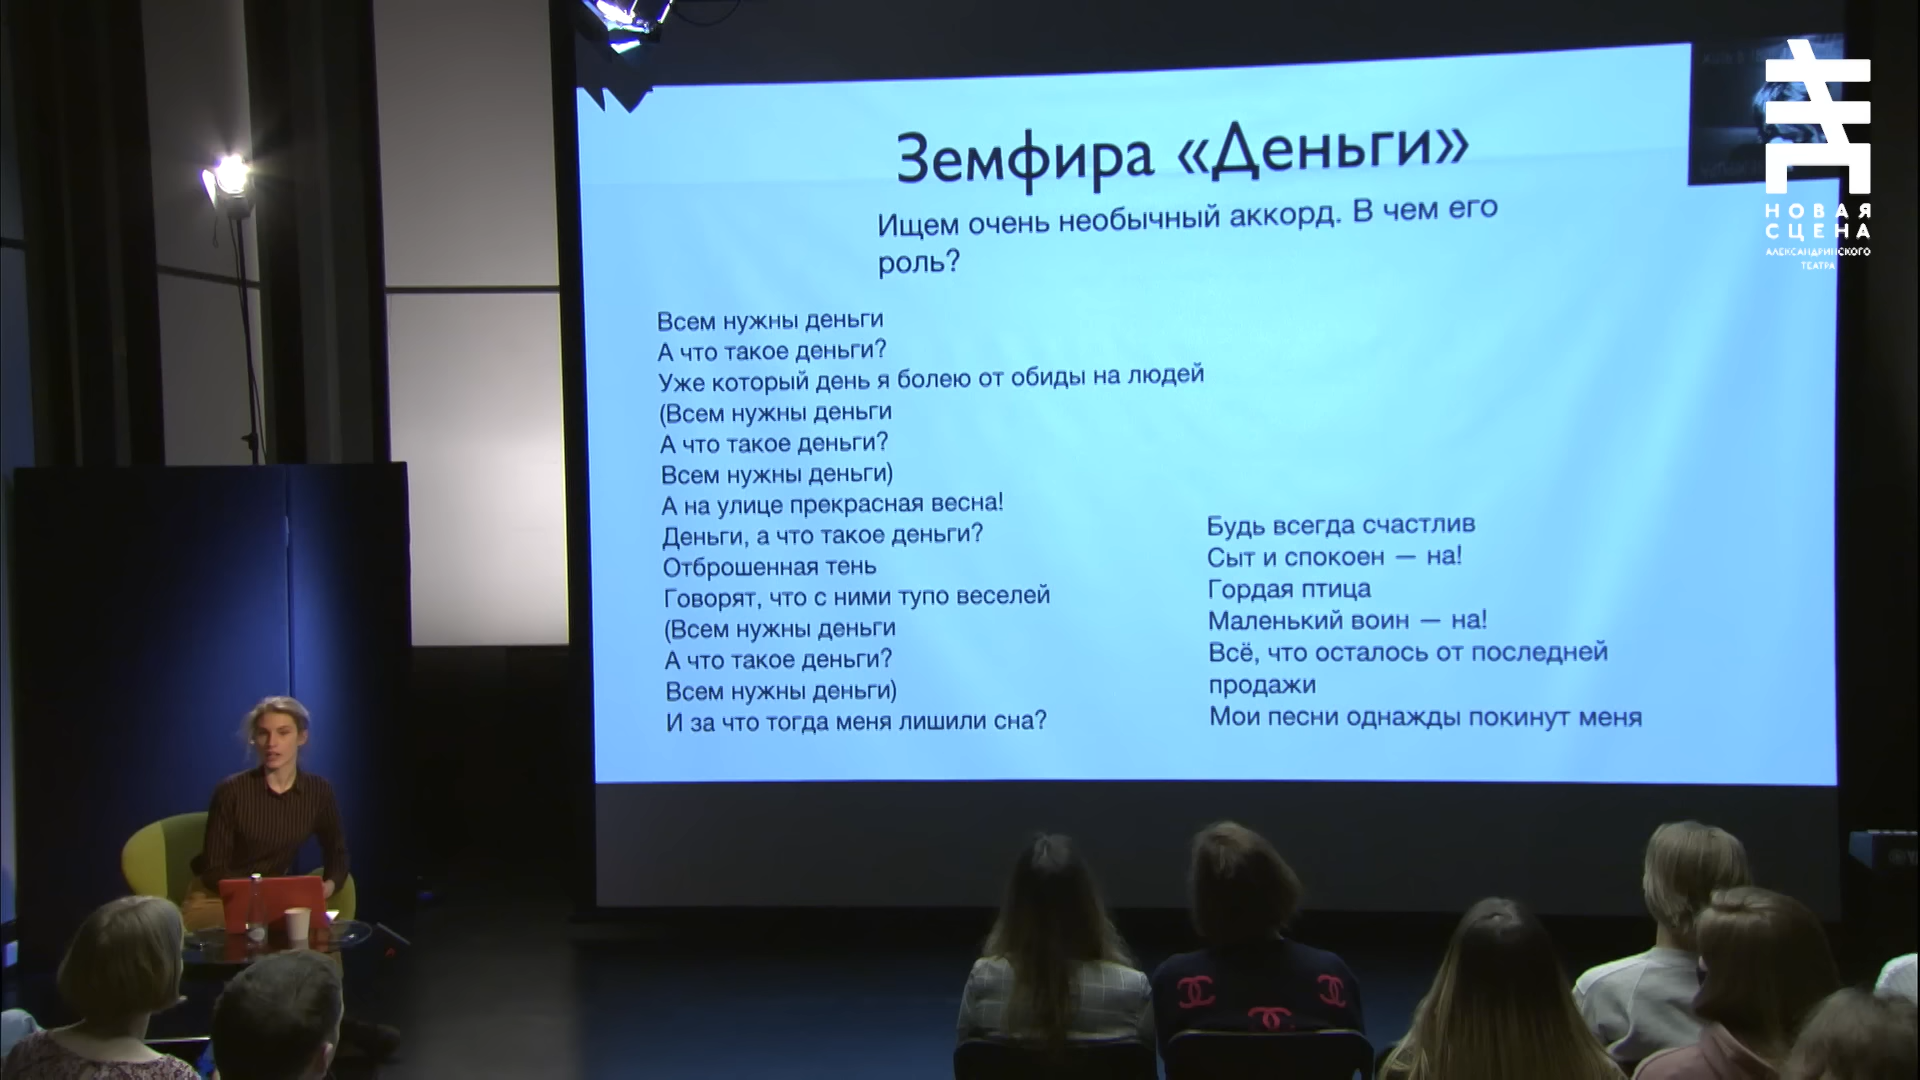 Земфира «Деньги»
Ищем очень необычный аккорд. В чем его
роль?
Всем нужны деньги
А что такое деньги?
Уже который день я болею от обиды на людей
(Всем нужны деньги
А что такое деньги?
Всем нужны деньги)
А на улице прекрасная весна!
Деньги, а что такое деньги?
Отброшенная тень
Говорят, что с ними тупо веселей
(Всем нужны деньги
А что такое деньги?
Всем нужны деньги)
И за что тогда меня лишили сна?
Будь всегда счастлив
Сыт и спокоен — на!
Гордая птица
Маленький воин — на!
Всё, что осталось от последней
продажи
Мои песни однажды покинут меня
НОВАЯ
СЦЕНА
АЛЕКСАНДРИНСКОГО
ТЕАТРА